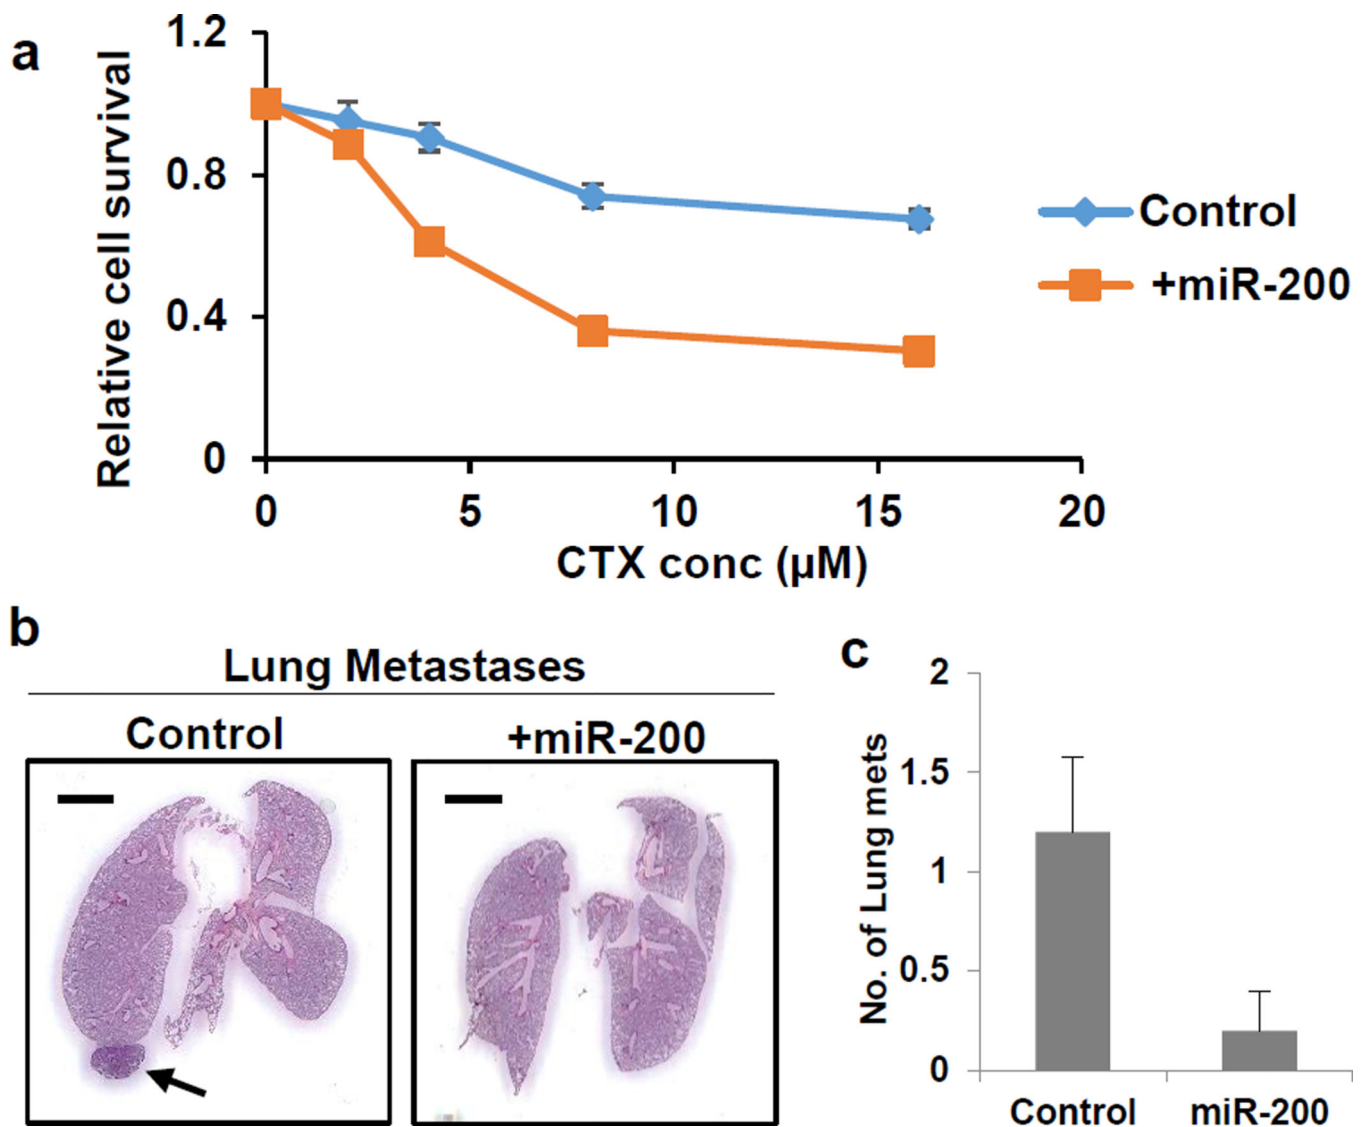 a
Relative cell survival
1.2
0.8
0.4
0
0 5 10 15 20
CTX conc (µM)
Control
+miR-200
b
Lung Metastases
Control +miR-200
c
No. of Lung mets
2
1.5
1
0.5
0
Control miR-200